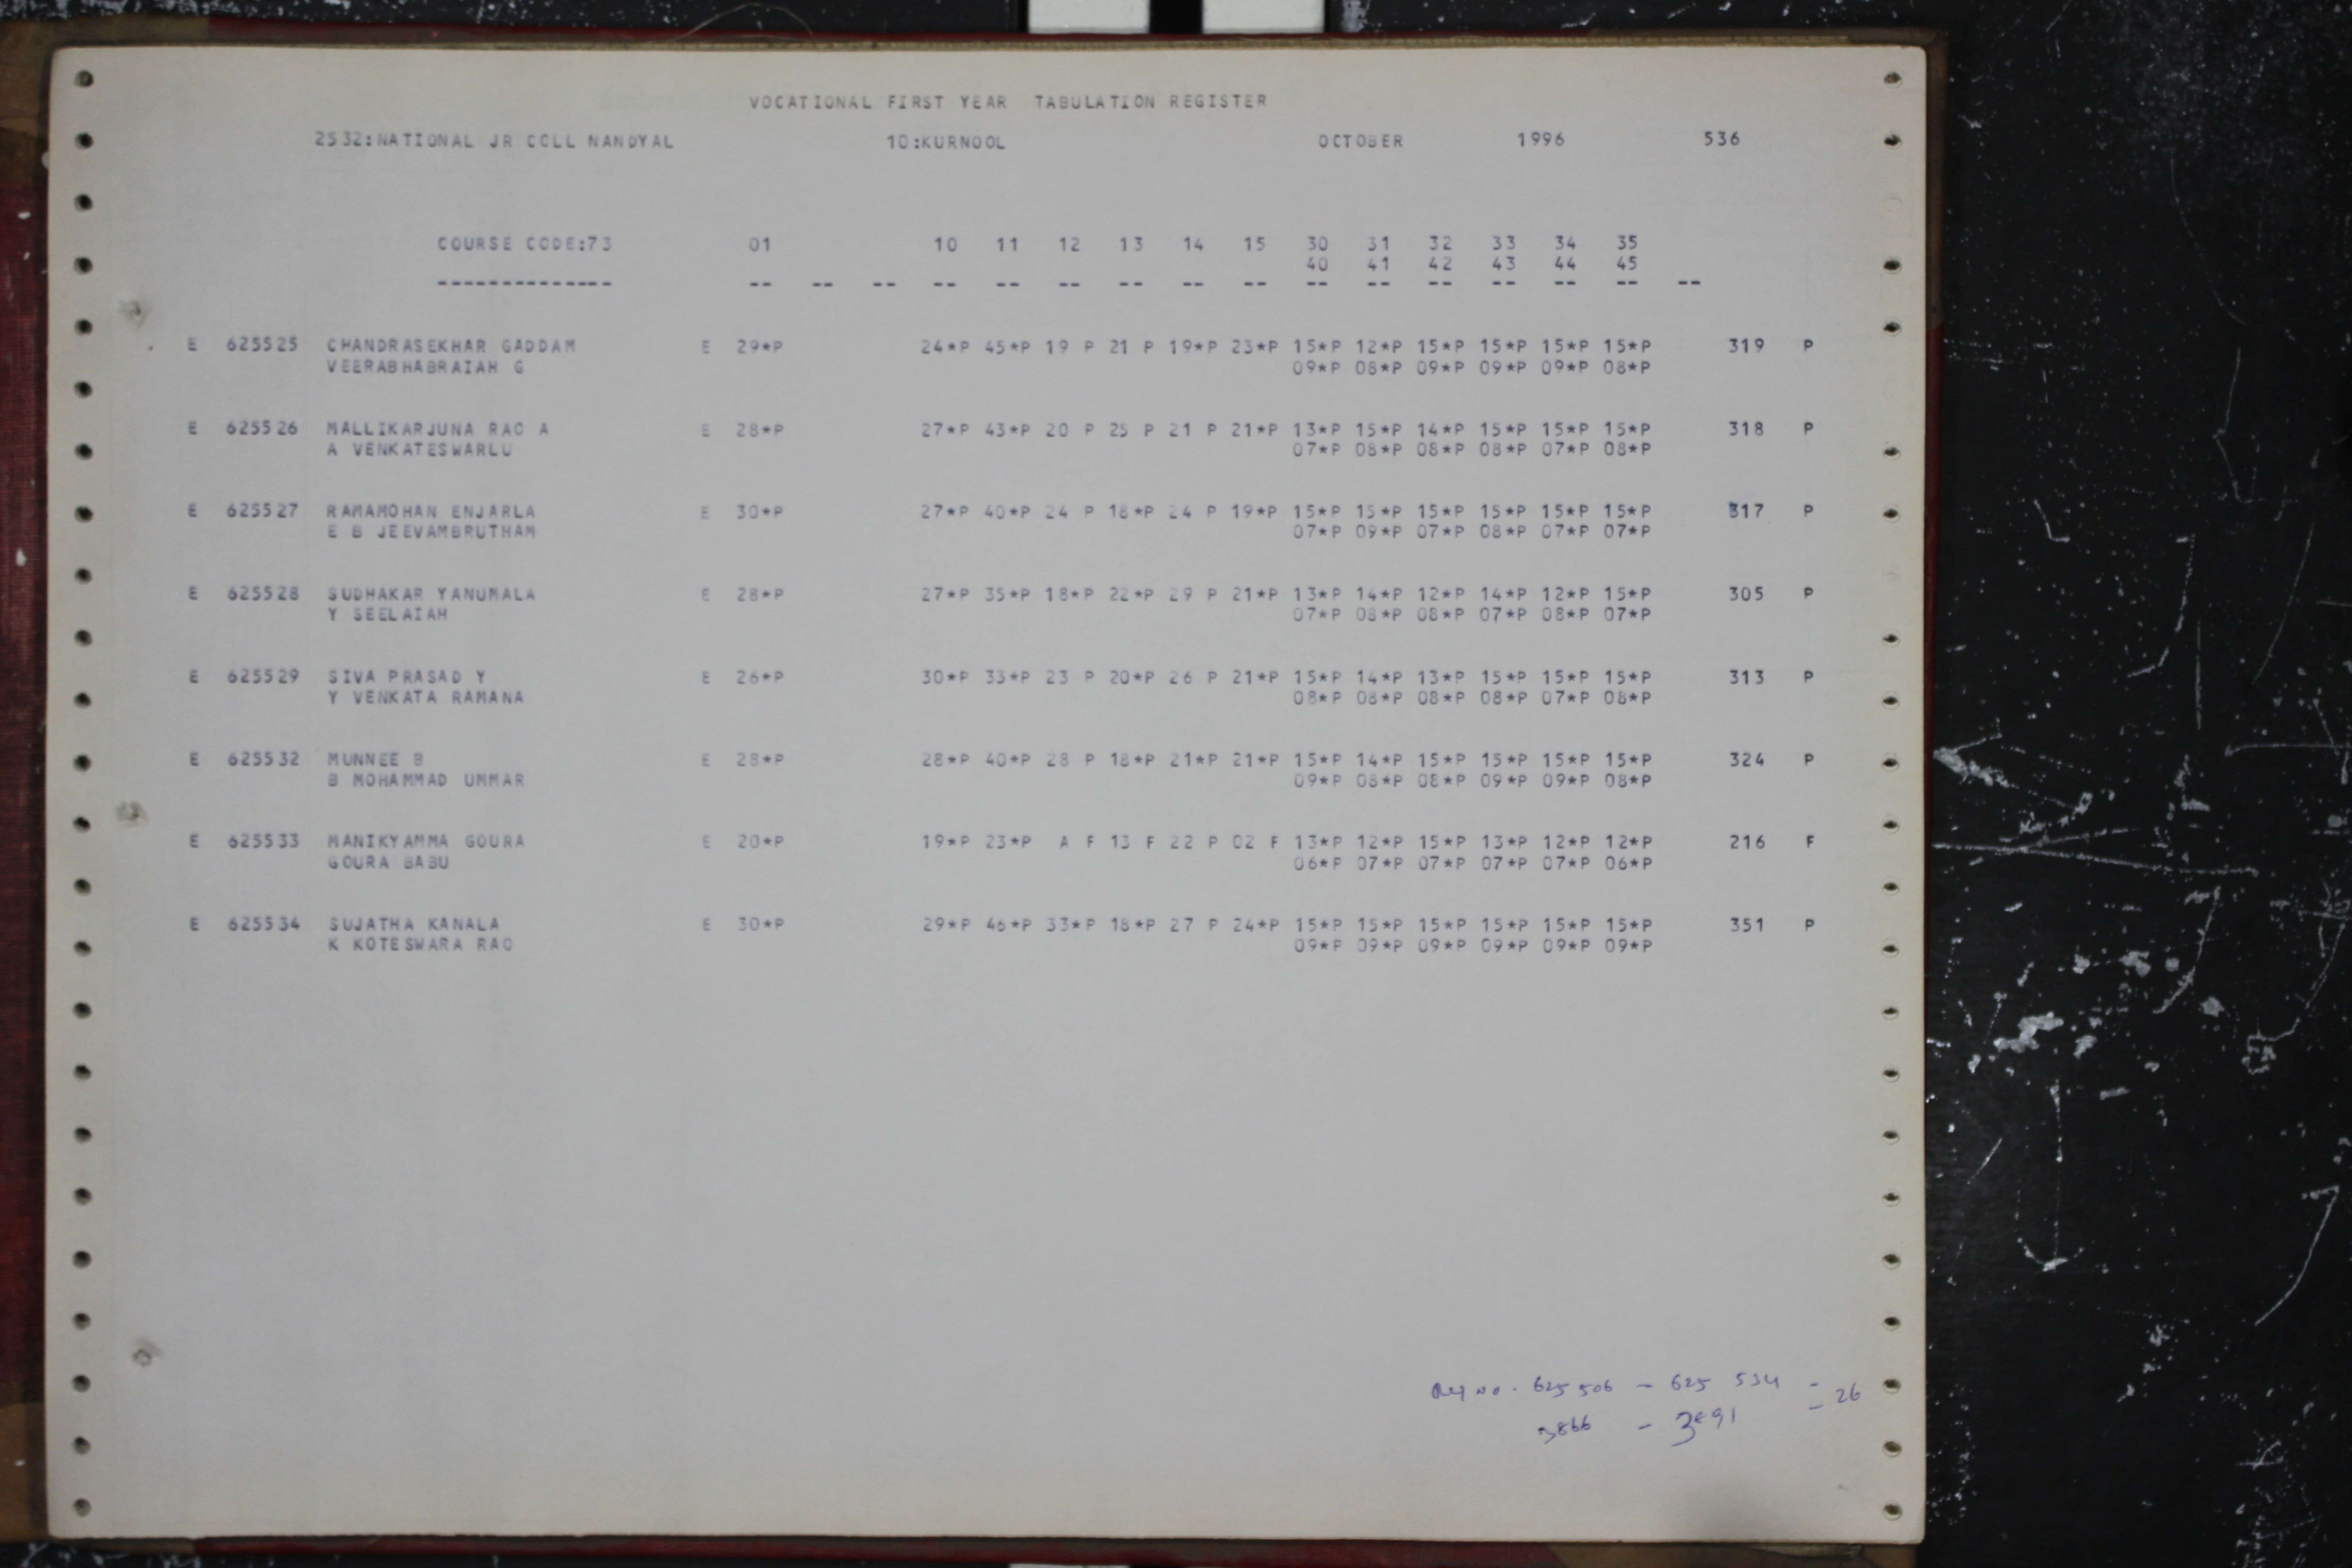 VOCATIONAL FIRST YEAR TABULATION REGISTER
2532:NATIONAL JR COLL NANDYAL 10:KURNOOL OCTOBER 1996 536
COURSE CODE:73 01 10 11 12 13 14 15 30 31 32 33 34 35
40 41 42 43 44 45
-------------- -- -- -- -- -- -- -- -- -- -- -- -- -- -- -- --
E 625525 CHANDRASEKHAR GADDAM E 29*P 24*P 45*P 19 P 21 P 19*P 23*P 15*P 12*P 15*P 15*P 15*P 15*P 319 P
VEERABHABRAIAH G 09*P 08*P 09*P 09*P 09*P 08*P
E 625526 MALLIKARJUNA RAO A E 28*P 27*P 43*P 20 P 25 P 21 P 21*P 13*P 15*P 14*P 15*P 15*P 15*P 318 P
A VENKATESWARLU 07*P 08*P 08*P 08*P 07*P 08*P
E 625527 RAMAMOHAN ENJARLA E 30*P 27*P 40*P 24 P 18*P 24 P 19*P 15*P 15*P 15*P 15*P 15*P 15*P 317 P
E B JEEVAMBRUTHAM 07*P 09*P 07*P 08*P 07*P 07*P
E 625528 SUDHAKAR YANUMALA E 28*P 27*P 35*P 18*P 22*P 29 P 21*P 13*P 14*P 12*P 14*P 12*P 15*P 305 P
Y SEELAIAH 07*P 08*P 08*P 07*P 08*P 07*P
E 625529 SIVA PRASAD Y E 26*P 30*P 33*P 23 P 20*P 26 P 21*P 15*P 14*P 13*P 15*P 15*P 15*P 313 P
Y VENKATA RAMANA 08*P 08*P 08*P 08*P 07*P 08*P
E 625532 MUNNEE B E 28*P 28*P 40*P 28 P 18*P 21*P 21*P 15*P 14*P 15*P 15*P 15*P 15*P 324 P
B MOHAMMAD UMMAR 09*P 08*P 08*P 09*P 09*P 08*P
E 625533 MANIKYAMMA GOURA E 20*P 19*P 23*P A F 13 F 22 P 02 F 13*P 12*P 15*P 13*P 12*P 12*P 216 F
GOURA BABU 06*P 07*P 07*P 07*P 07*P 06*P
E 625534 SUJATHA KANALA E 30*P 29*P 46*P 33*P 18*P 27 P 24*P 15*P 15*P 15*P 15*P 15*P 15*P 351 P
K KOTESWARA RAO 09*P 09*P 09*P 09*P 09*P 09*P
No. 625 506 - 625 534 = 26
3866 - 3891